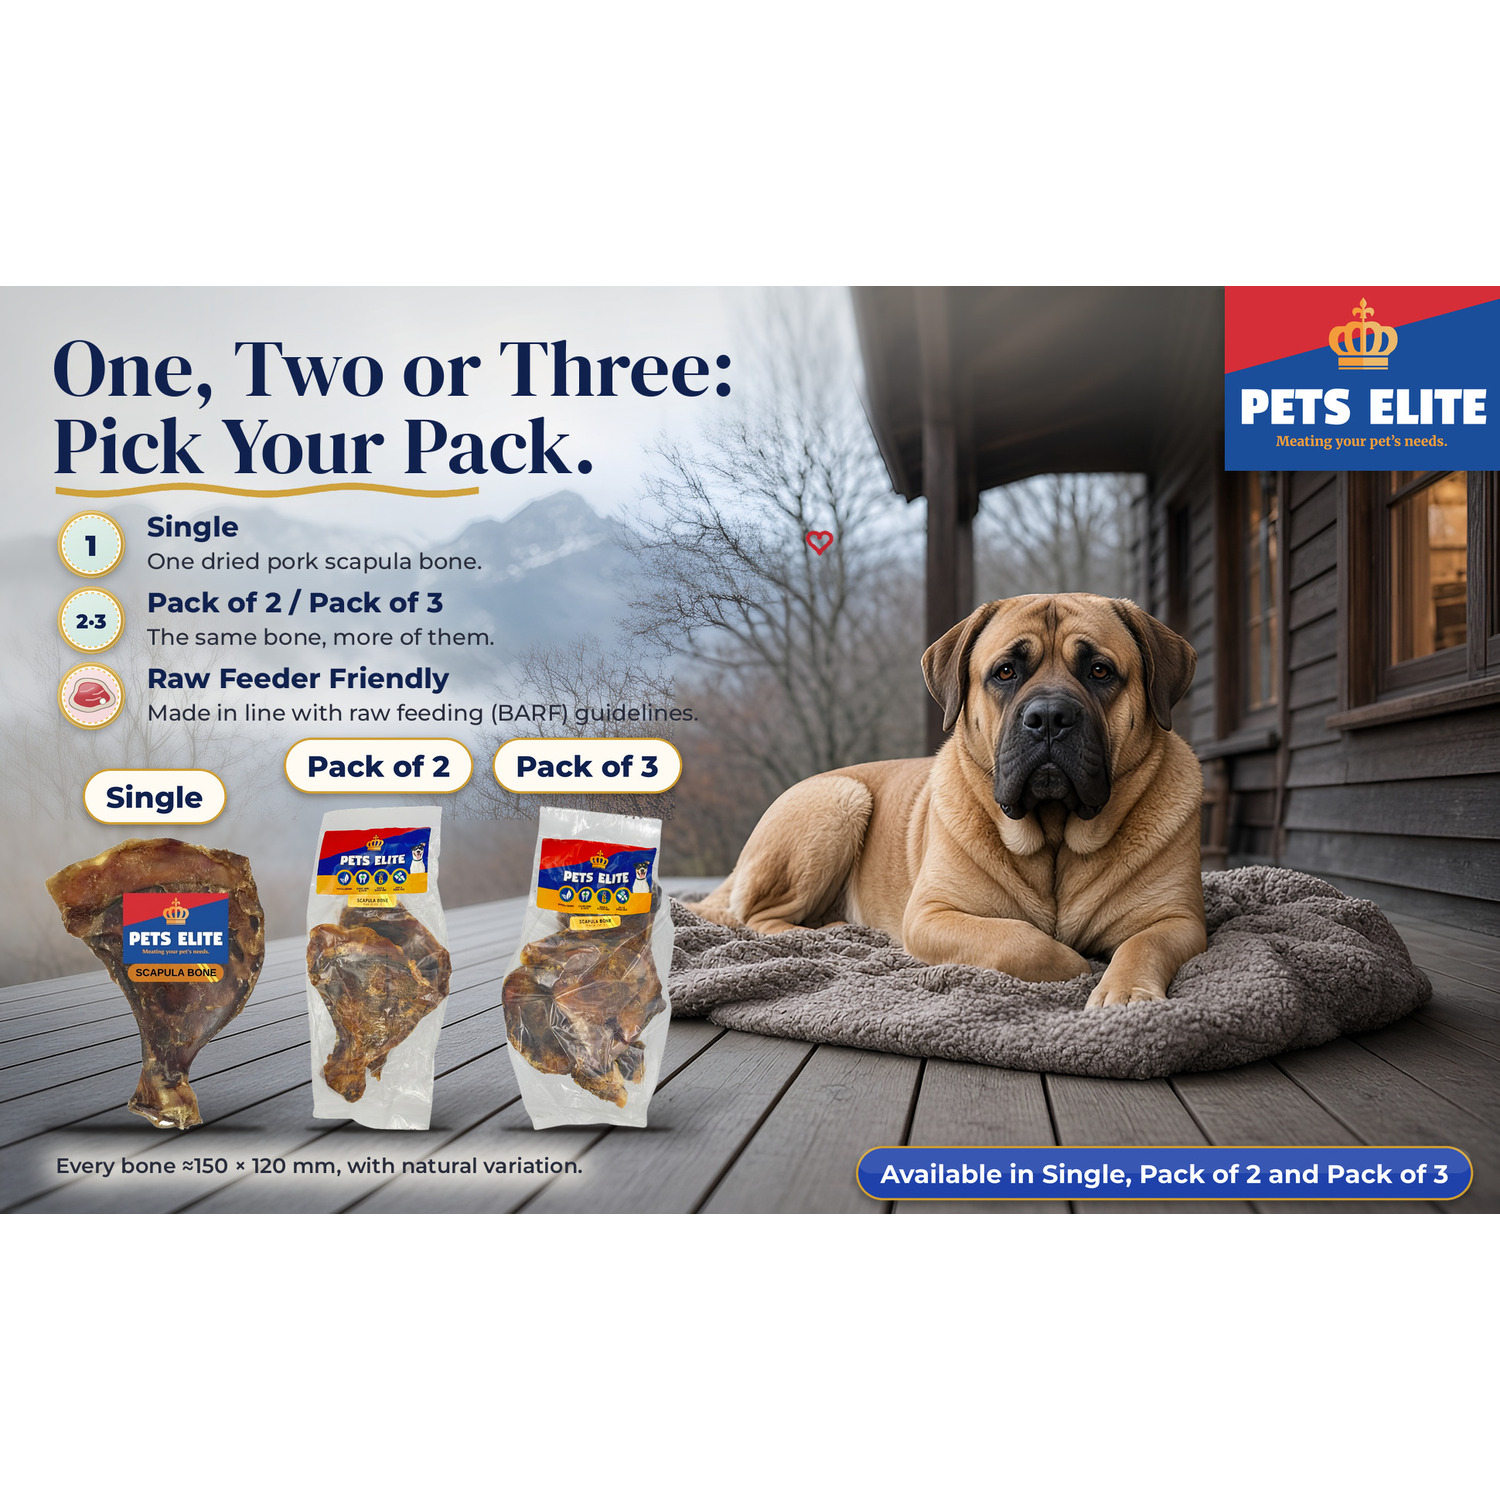 One, Two or Three:
Pick Your Pack.
PETS ELITE
Meating your pet's needs.
1
Single
One dried pork scapula bone.
2·3
Pack of 2 / Pack of 3
The same bone, more of them.
Raw Feeder Friendly
Made in line with raw feeding (BARF) guidelines.
Single
Pack of 2
Pack of 3
PETS ELITE
Meating your pet's needs.
SCAPULA BONE
PETS ELITE
SCAPULA BONE
PETS ELITE
SCAPULA BONE
Every bone ≈150 × 120 mm, with natural variation.
Available in Single, Pack of 2 and Pack of 3